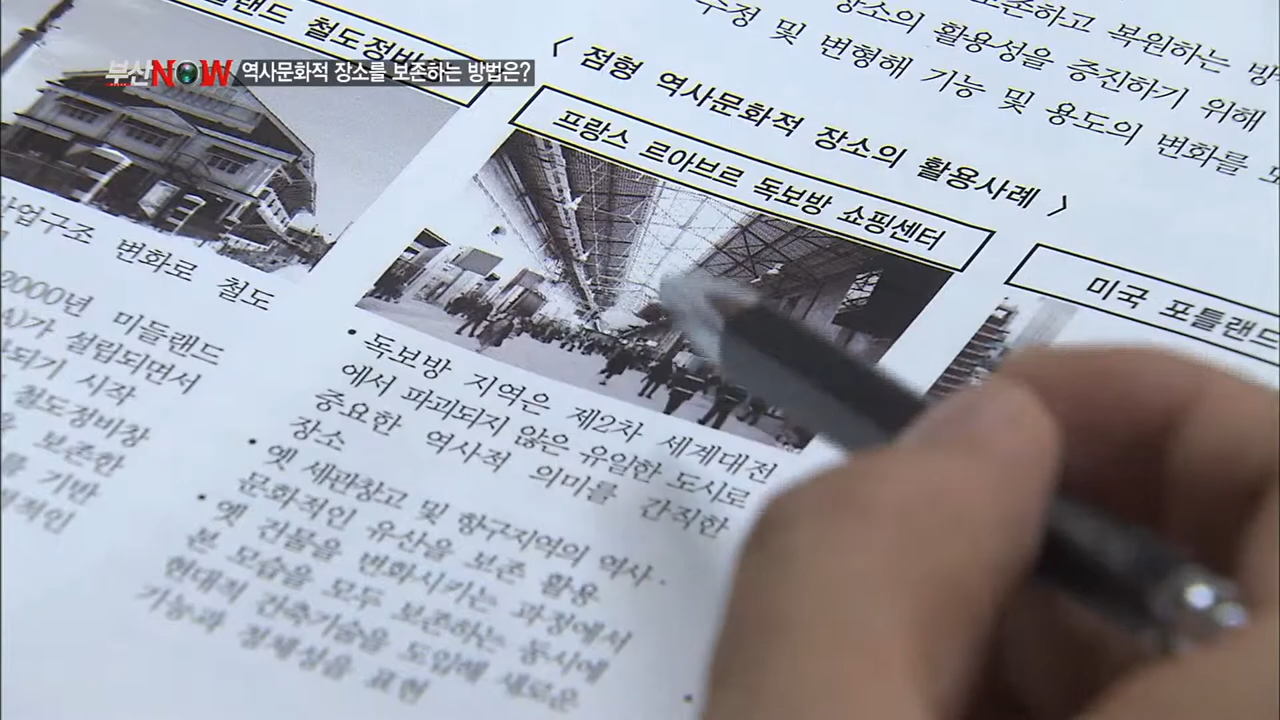 부산NOW 역사문화적 장소를 보존하는 방법은?
보존하고 복원하는
장소의 활용성을 증진하기 위해
수정 및 변형해 기능 및 용도의 변화를
< 점형 역사문화적 장소의 활용사례 >
들랜드 철도정비
산업구조 변화로 철도
2000년 미들랜드
A)가 설립되면서
되기 시작
철도정비창
을 보존한
를 기반
적인
프랑스 르아브르 독보방 쇼핑센터
• 독보방 지역은 제2차 세계대전
에서 파괴되지 않은 유일한 도시로
중요한 역사적 의미를 간직한
장소
• 옛 세관창고 및 항구지역의 역사·
문화적인 유산을 보존 활용
• 옛 건물을 변화시키는 과정에서
본 모습을 모두 보존하는 동시에
현대적 건축기술을 도입해 새로운
기능과 정체성을 표현
미국 포틀랜드